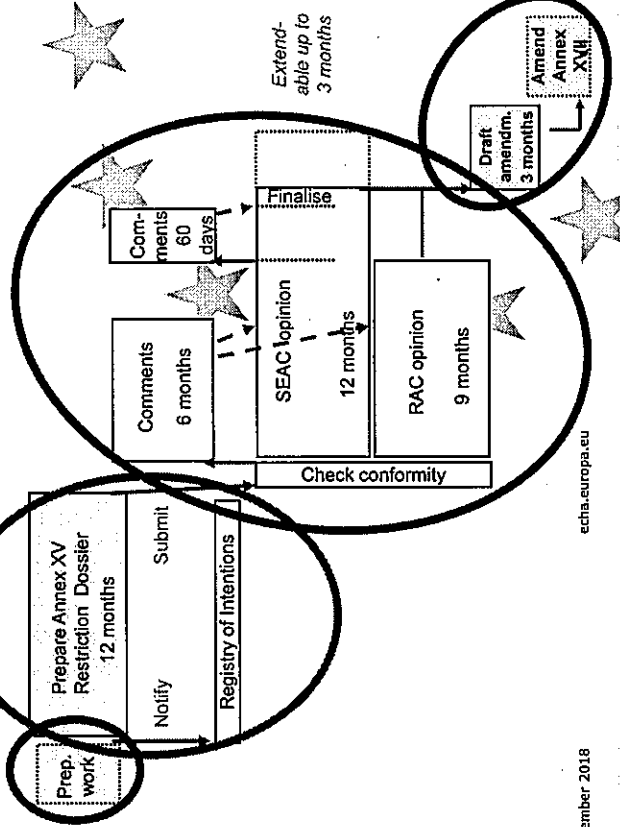 Prep.
work
Prepare Annex XV
Restriction Dossier
12 months
Notify
Submit
Registry of Intentions
Check conformity
Comments
6 months
Com-
ments
60
days
SEAC opinion
12 months
Finalise
RAC opinion
9 months
Extend-
able up to
3 months
Draft
amendm.
3 months
Amend
Annex
XVII
echa.europa.eu
2018